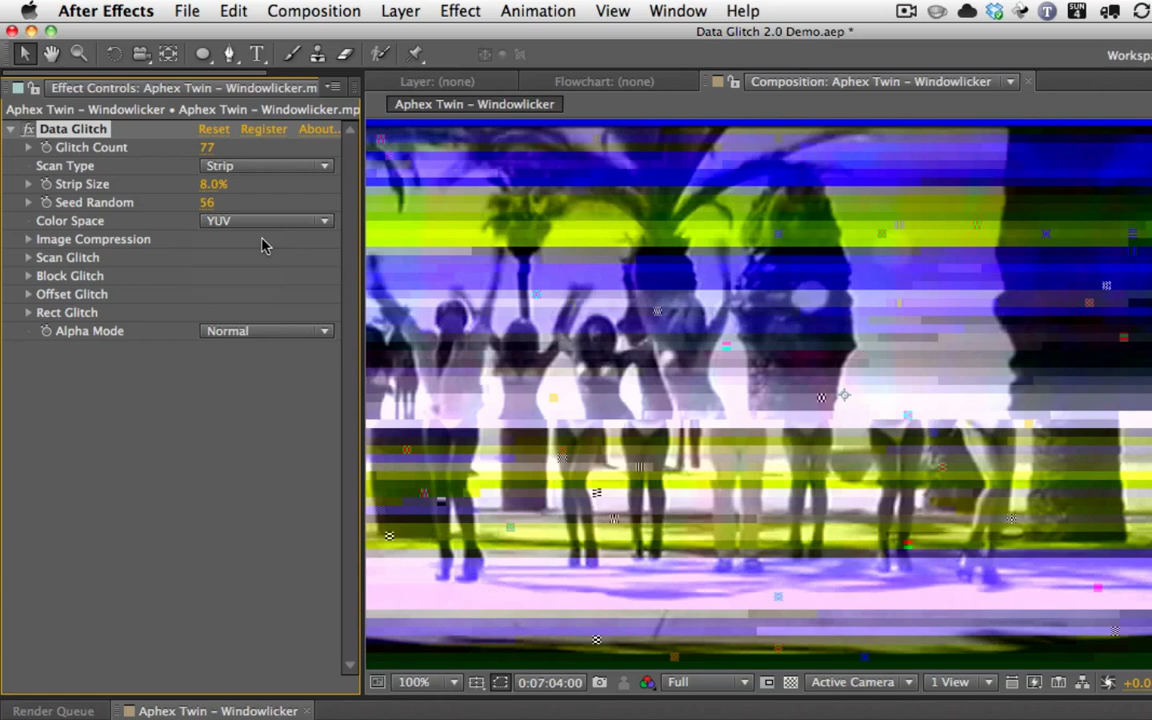 After Effects File Edit Composition Layer Effect Animation View Window Help SUN 4
Data Glitch 2.0 Demo.aep *
Workspa
Effect Controls: Aphex Twin – Windowlicker.m
Layer: (none) Flowchart: (none) Composition: Aphex Twin – Windowlicker
Aphex Twin – Windowlicker • Aphex Twin – Windowlicker.mp
Aphex Twin – Windowlicker
fx Data Glitch Reset Register About..
Glitch Count 77
Scan Type Strip
Strip Size 8.0%
Seed Random 56
Color Space YUV
Image Compression
Scan Glitch
Block Glitch
Offset Glitch
Rect Glitch
Alpha Mode Normal
100% 0:07:04:00 Full Active Camera 1 View +0.0
Render Queue Aphex Twin – Windowlicker